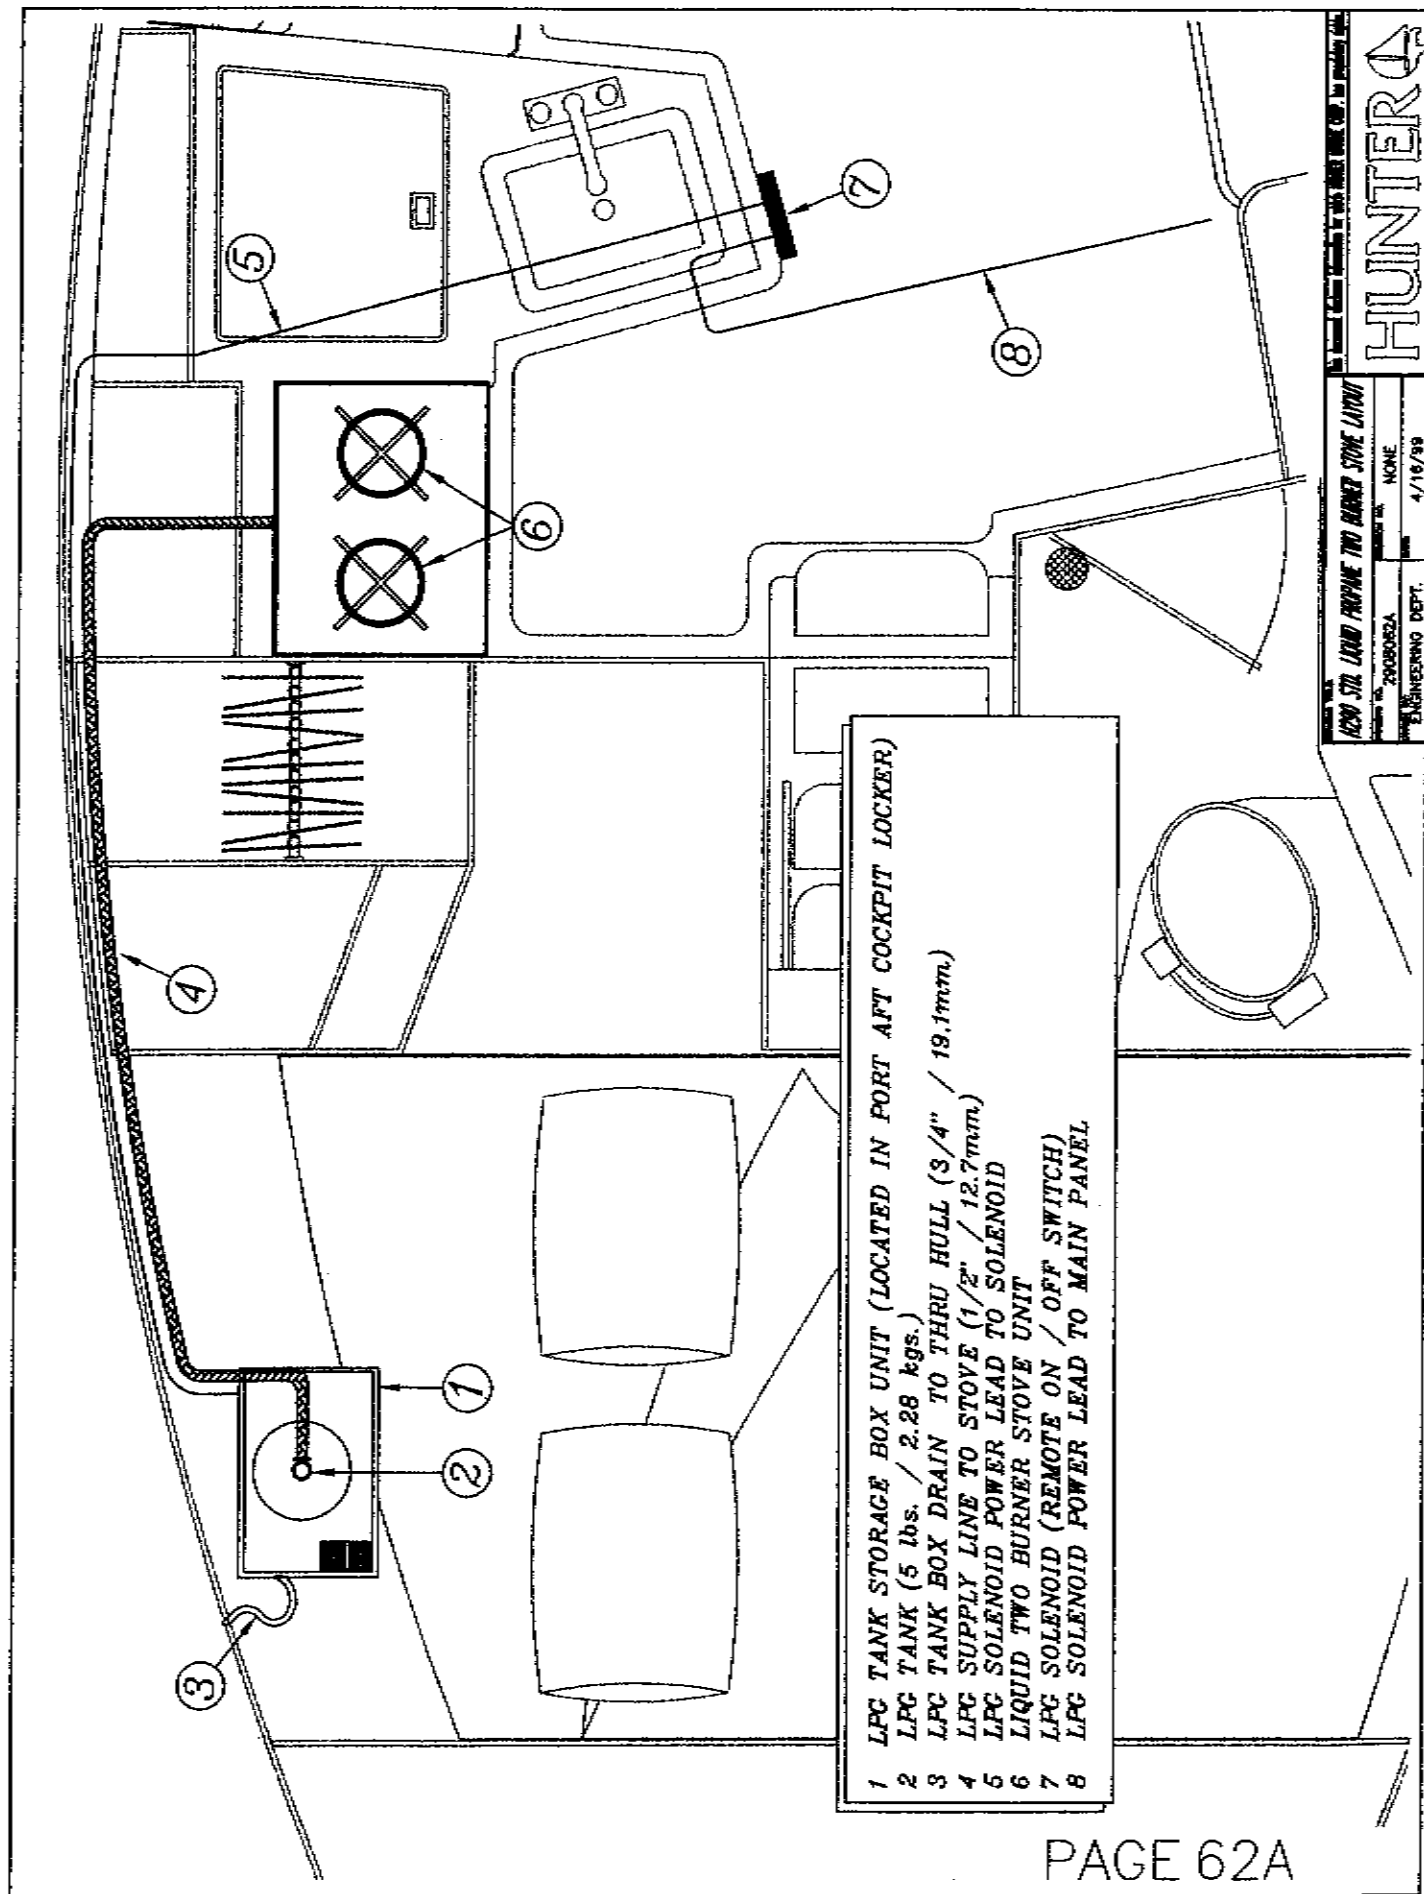 5
7
8
6
4
1
2
3
1 LPG TANK STORAGE BOX UNIT (LOCATED IN PORT AFT COCKPIT LOCKER)
2 LPG TANK (5 lbs. / 2.28 kgs.)
3 LPG TANK BOX DRAIN TO THRU HULL (3/4" / 19.1mm)
4 LPG SUPPLY LINE TO STOVE (1/2" / 12.7mm)
5 LPG SOLENOID POWER LEAD TO SOLENOID
6 LIQUID TWO BURNER STOVE UNIT
7 LPG SOLENOID (REMOTE ON / OFF SWITCH)
8 LPG SOLENOID POWER LEAD TO MAIN PANEL
H290 STD. LIQUID PROPANE TWO BURNER STOVE LAYOUT
2908062A
NONE
ENGINEERING DEPT.
4/16/99
HUNTER
PAGE 62A